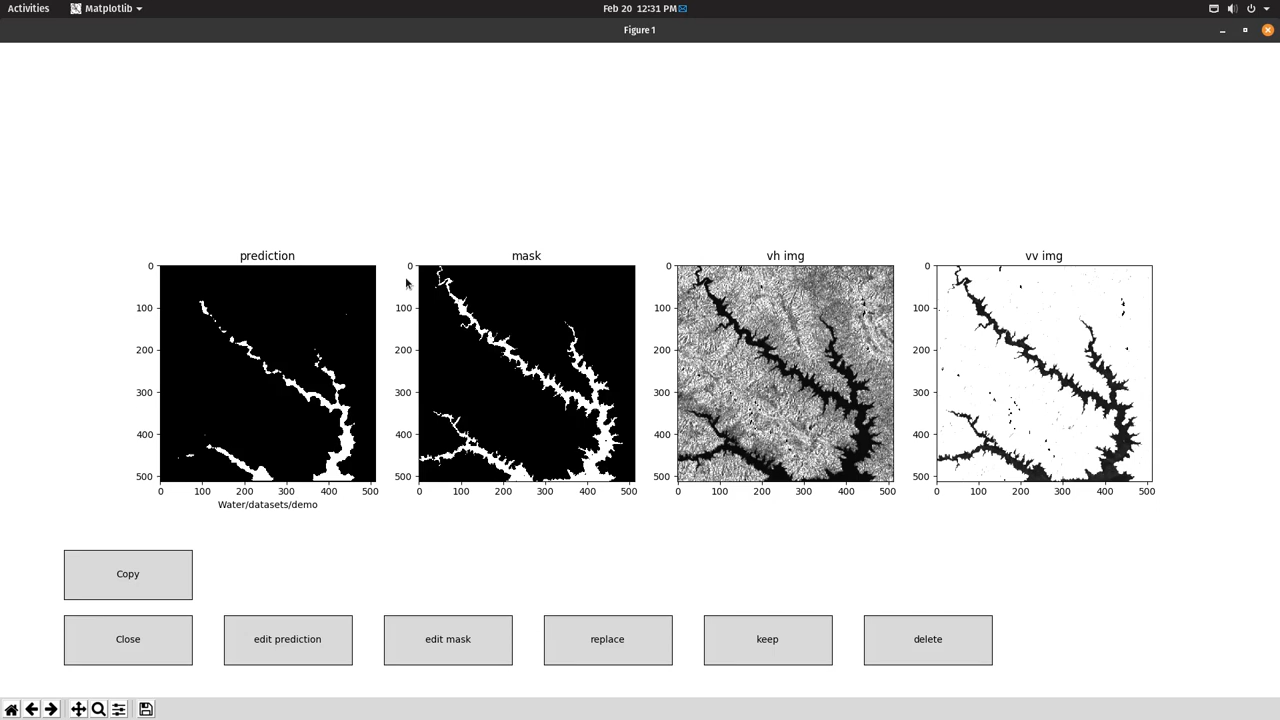 Activities Matplotlib Feb 20 12:31 PM
Figure 1
prediction mask vh img vv img
0 0 0 0
100 100 100 100
200 200 200 200
300 300 300 300
400 400 400 400
500 500 500 500
0 100 200 300 400 500 0 100 200 300 400 500 0 100 200 300 400 500 0 100 200 300 400 500
Water/datasets/demo
Copy
Close edit prediction edit mask replace keep delete